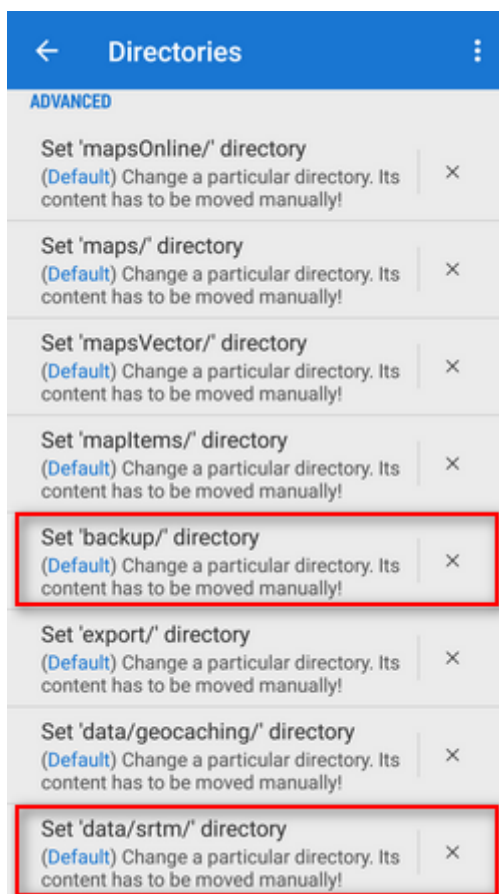 Directories
ADVANCED
Set 'mapsOnline/' directory
(Default) Change a particular directory. Its
content has to be moved manually!
Set 'maps/' directory
(Default) Change a particular directory. Its
content has to be moved manually!
Set 'mapsVector/' directory
(Default) Change a particular directory. Its
content has to be moved manually!
Set 'mapItems/' directory
(Default) Change a particular directory. Its
content has to be moved manually!
Set 'backup/' directory
(Default) Change a particular directory. Its
content has to be moved manually!
Set 'export/' directory
(Default) Change a particular directory. Its
content has to be moved manually!
Set 'data/geocaching/' directory
(Default) Change a particular directory. Its
content has to be moved manually!
Set 'data/srtm/' directory
(Default) Change a particular directory. Its
content has to be moved manually!